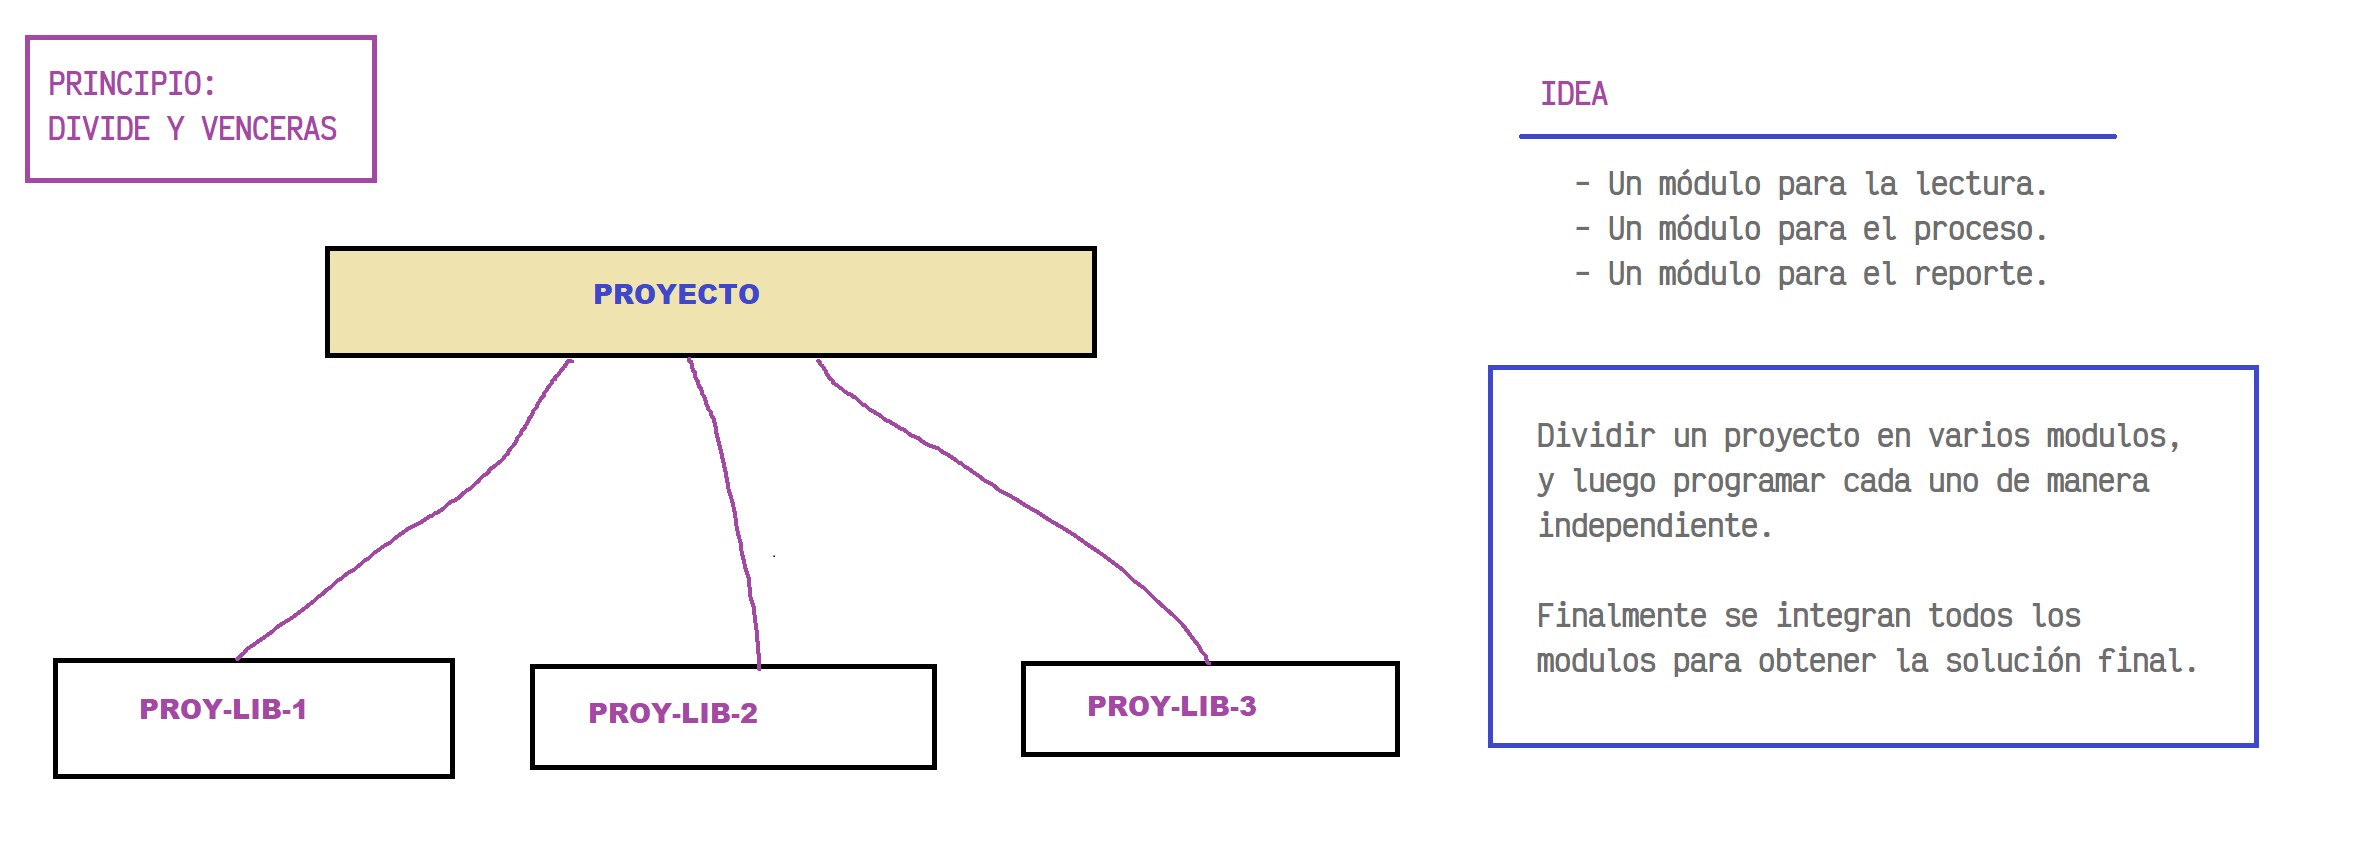 PRINCIPIO:
DIVIDE Y VENCERAS
PROYECTO
PROY-LIB-1
PROY-LIB-2
PROY-LIB-3
IDEA
- Un módulo para la lectura.
- Un módulo para el proceso.
- Un módulo para el reporte.
Dividir un proyecto en varios modulos,
y luego programar cada uno de manera
independiente.
Finalmente se integran todos los
modulos para obtener la solución final.